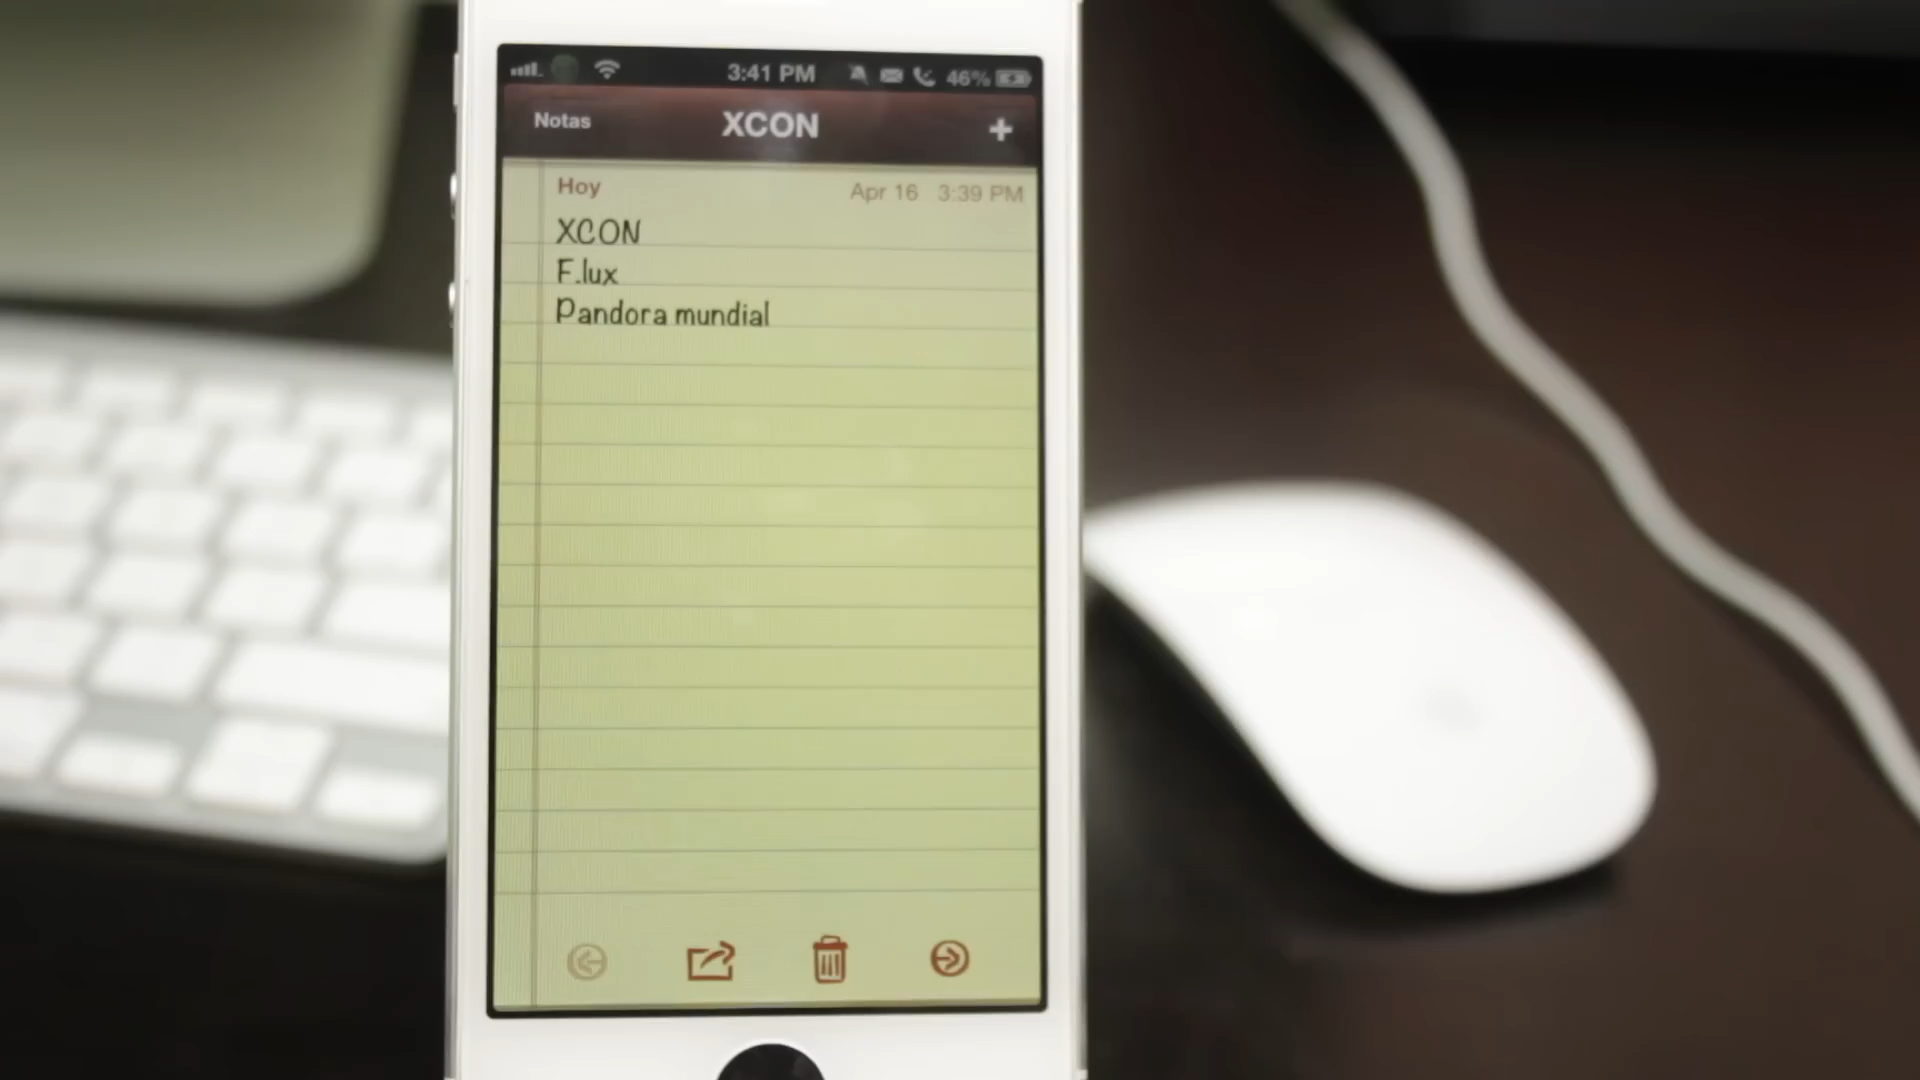 3:41 PM 46%
Notas XCON +
Hoy Apr 16 3:39 PM
XCON
F.lux
Pandora mundial